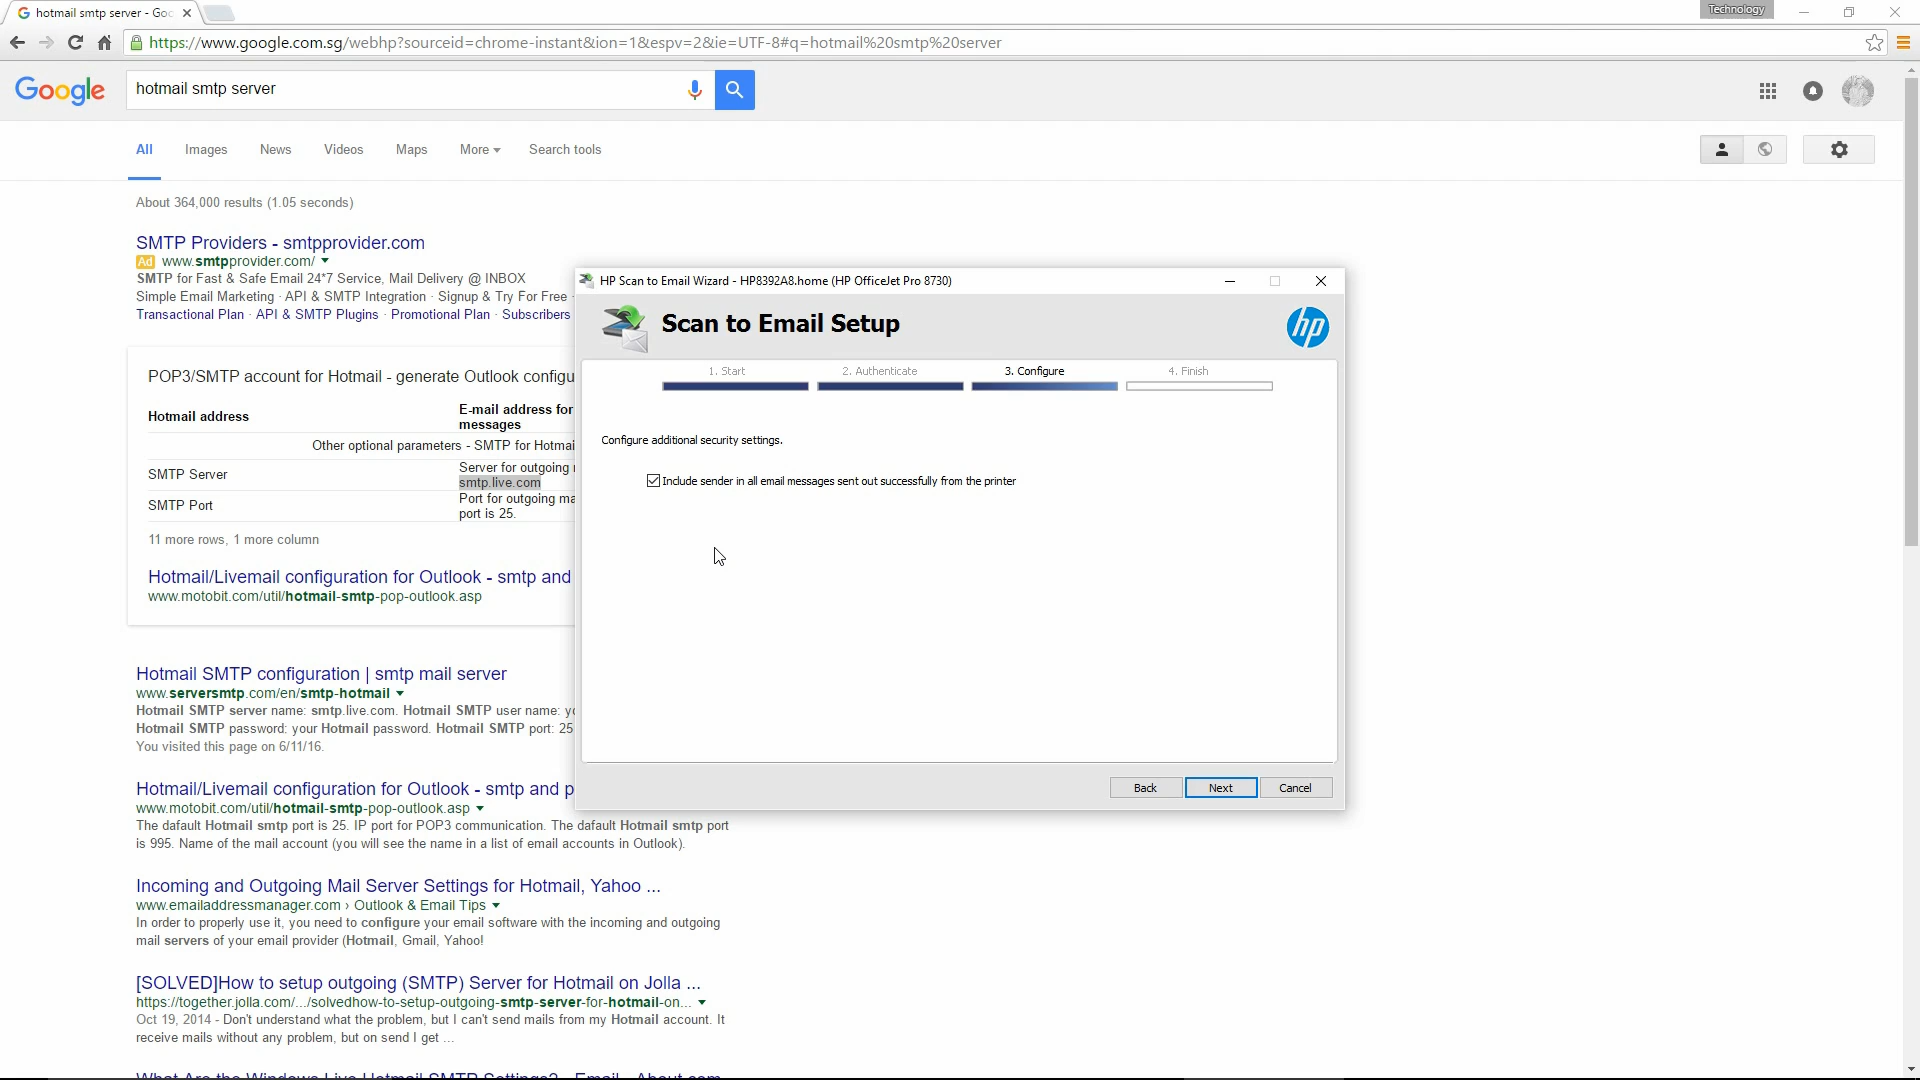 hotmail smtp server - Goo
Technology
https://www.google.com.sg/webhp?sourceid=chrome-instant&ion=1&espv=2&ie=UTF-8#q=hotmail%20smtp%20server
Google
hotmail smtp server
All Images News Videos Maps More Search tools
About 364,000 results (1.05 seconds)
SMTP Providers - smtpprovider.com
Ad www.smtpprovider.com/
SMTP for Fast & Safe Email 24*7 Service, Mail Delivery @ INBOX
Simple Email Marketing · API & SMTP Integration · Signup & Try For Free
Transactional Plan · API & SMTP Plugins · Promotional Plan · Subscribers
POP3/SMTP account for Hotmail - generate Outlook configu
Hotmail address
E-mail address for
messages
Other optional parameters - SMTP for Hotmai
SMTP Server
Server for outgoing
smtp.live.com
SMTP Port
Port for outgoing ma
port is 25.
11 more rows, 1 more column
Hotmail/Livemail configuration for Outlook - smtp and
www.motobit.com/util/hotmail-smtp-pop-outlook.asp
Hotmail SMTP configuration | smtp mail server
www.serversmtp.com/en/smtp-hotmail
Hotmail SMTP server name: smtp.live.com. Hotmail SMTP user name: yo
Hotmail SMTP password: your Hotmail password. Hotmail SMTP port: 25
You visited this page on 6/11/16.
Hotmail/Livemail configuration for Outlook - smtp and p
www.motobit.com/util/hotmail-smtp-pop-outlook.asp
The dafault Hotmail smtp port is 25. IP port for POP3 communication. The dafault Hotmail smtp port
is 995. Name of the mail account (you will see the name in a list of email accounts in Outlook).
Incoming and Outgoing Mail Server Settings for Hotmail, Yahoo ...
www.emailaddressmanager.com › Outlook & Email Tips
In order to properly use it, you need to configure your email software with the incoming and outgoing
mail servers of your email provider (Hotmail, Gmail, Yahoo!
[SOLVED]How to setup outgoing (SMTP) Server for Hotmail on Jolla ...
https://together.jolla.com/.../solvedhow-to-setup-outgoing-smtp-server-for-hotmail-on...
Oct 19, 2014 - Don't understand what the problem, but I can't send mails from my Hotmail account. It
receive mails without any problem, but on send I get ...
What Are the Windows Live Hotmail SMTP Settings? - Email - About.com
HP Scan to Email Wizard - HP8392A8.home (HP OfficeJet Pro 8730)
Scan to Email Setup
hp
1. Start 2. Authenticate 3. Configure 4. Finish
Configure additional security settings.
Include sender in all email messages sent out successfully from the printer
Back Next Cancel